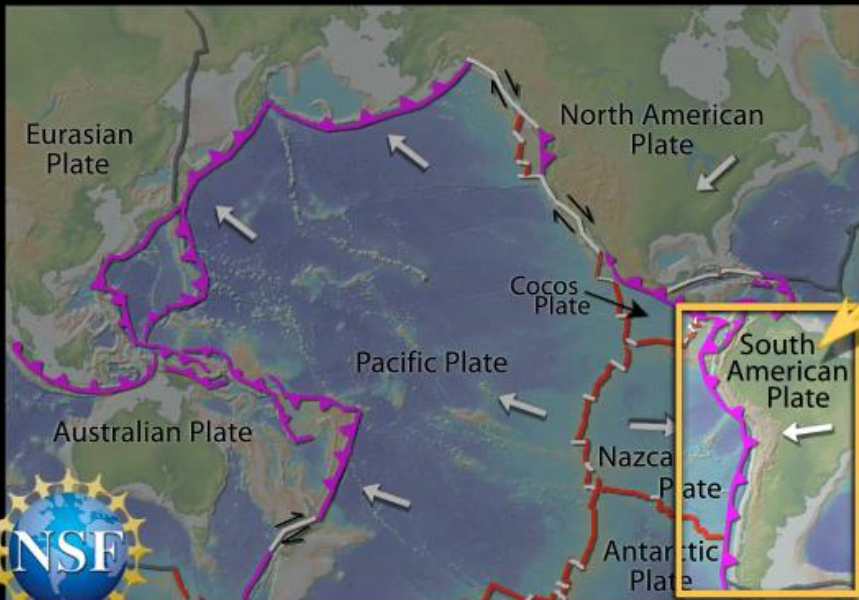 Eurasian
Plate
North American
Plate
Cocos
Plate
South
American
Plate
Pacific Plate
Australian Plate
Nazca
Plate
Antarctic
Plate
NSF